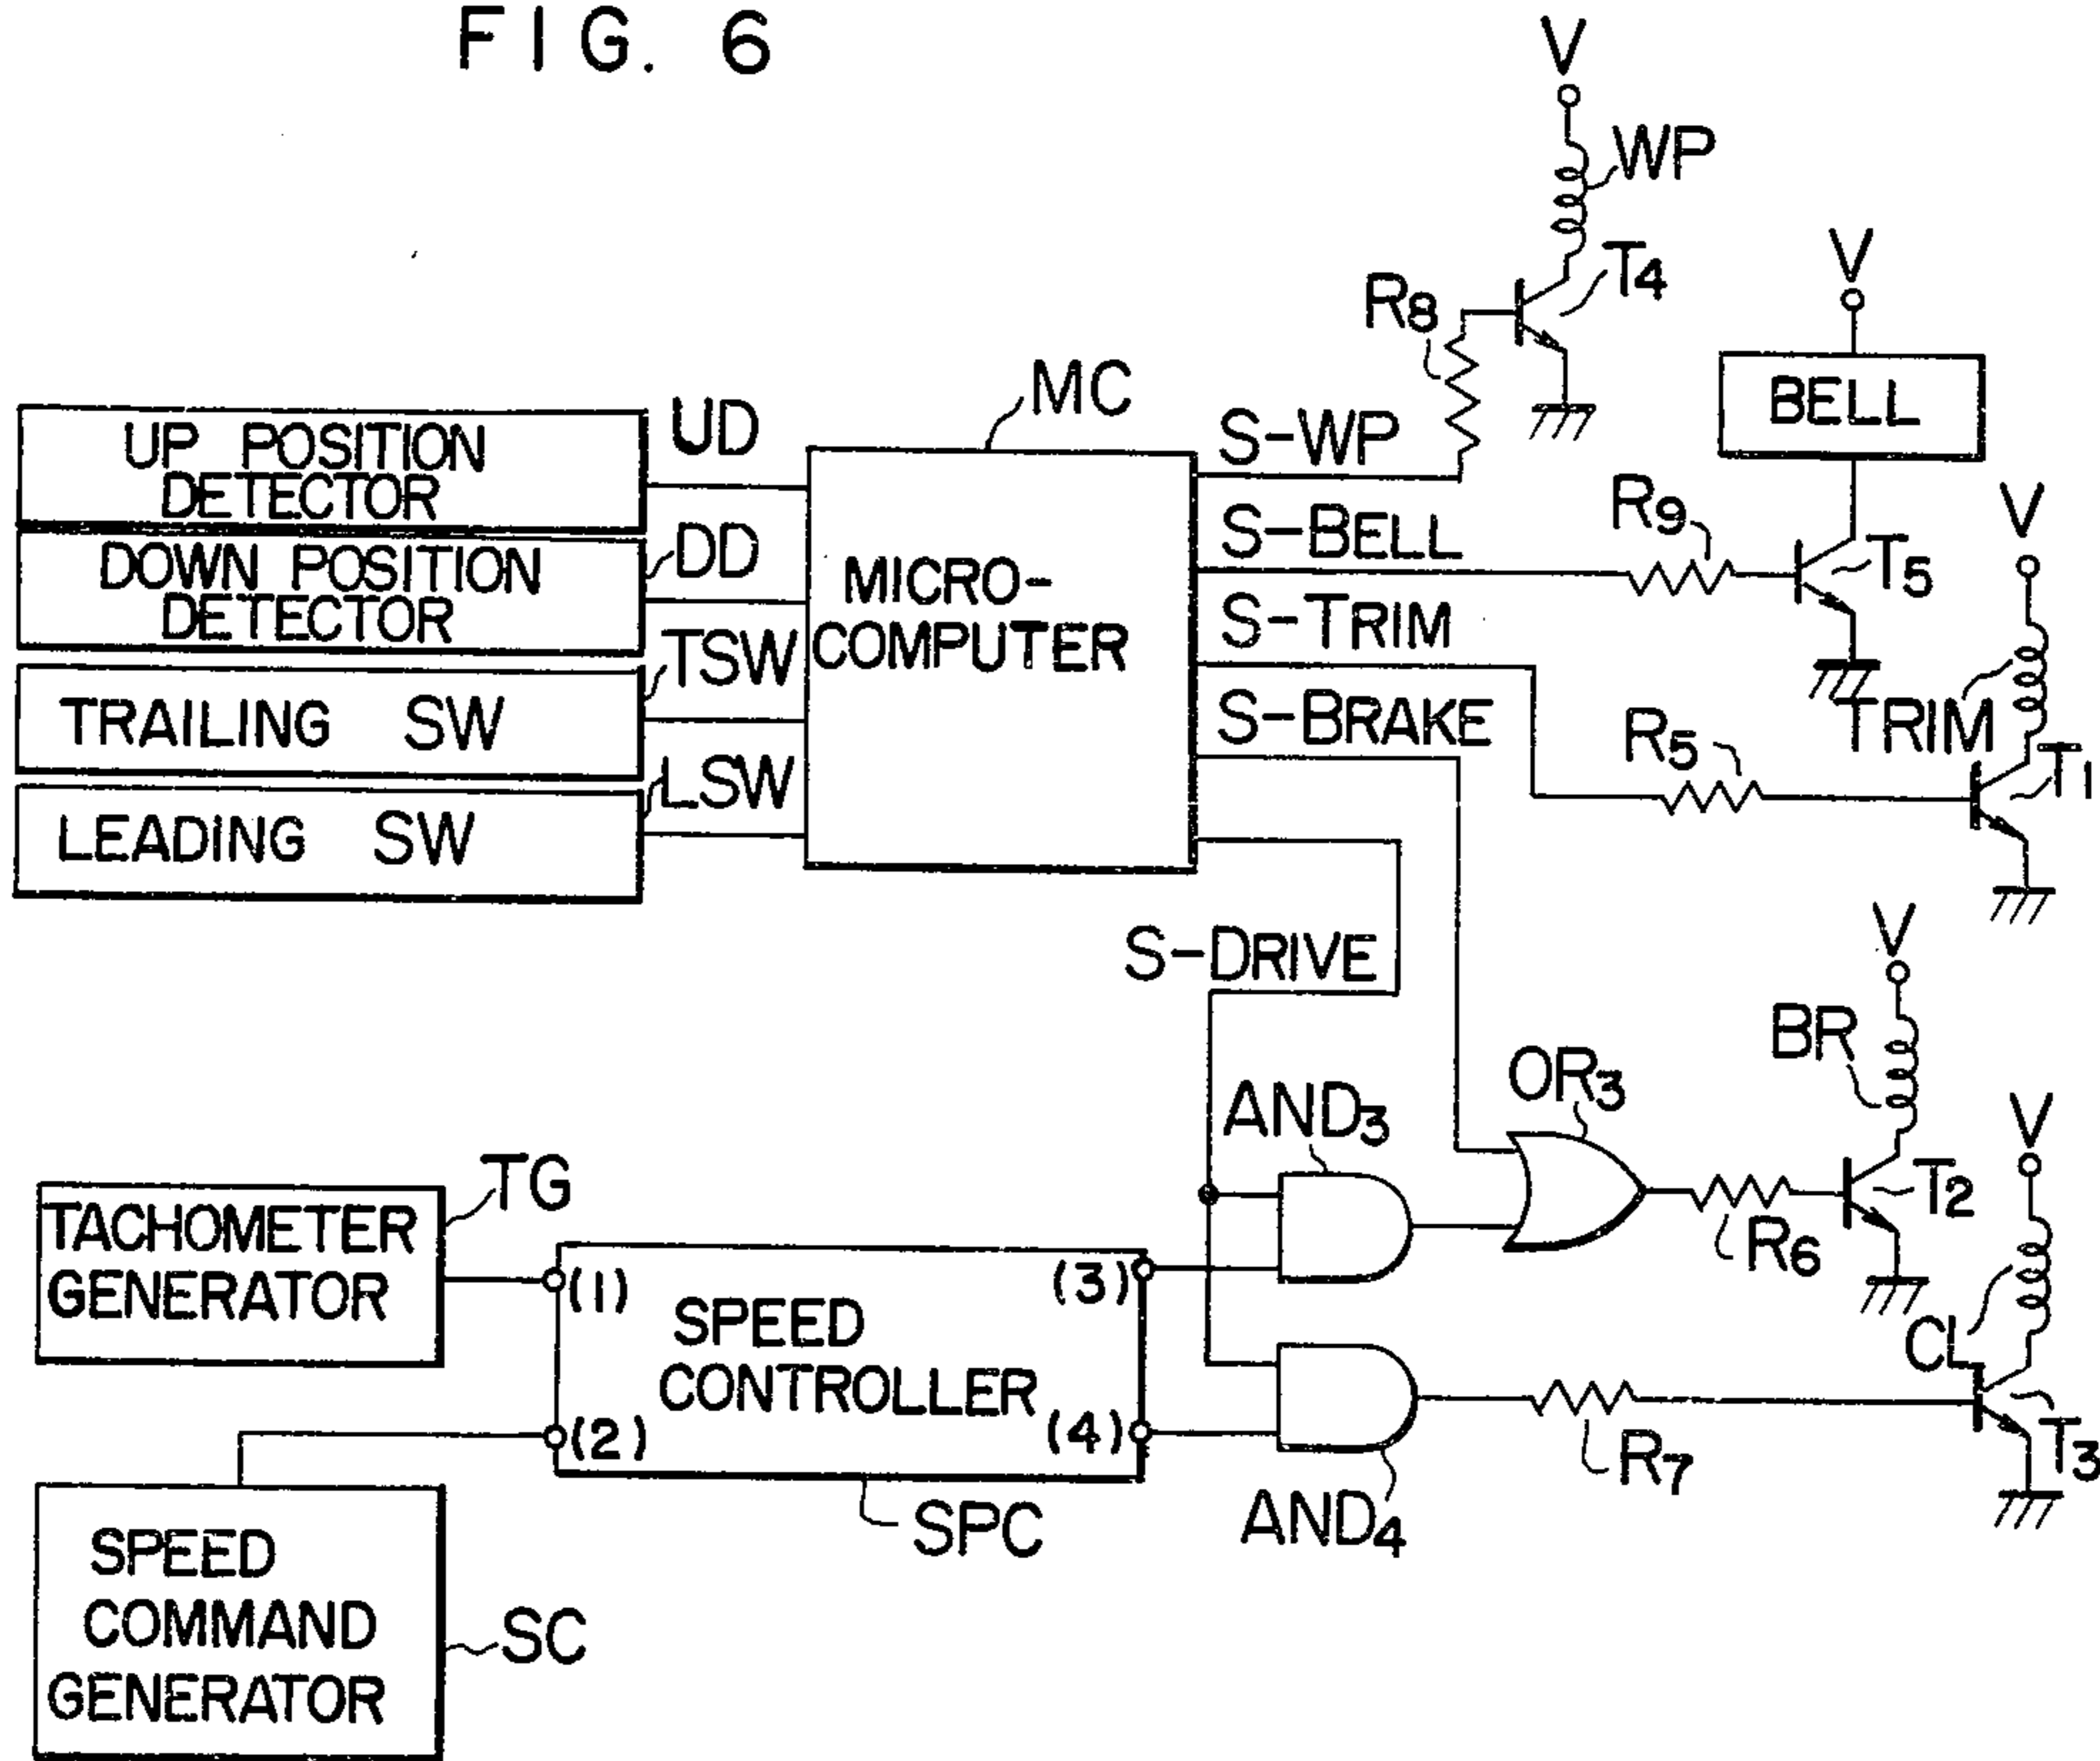 FIG. 6
V
WP
T4
R8
V
BELL
MC
UP POSITION
DETECTOR
UD
S-WP
S-BELL
R9
T5
V
DOWN POSITION
DETECTOR
DD
MICRO-
COMPUTER
S-TRIM
TRIM
TRAILING SW
TSW
S-BRAKE
R5
T1
LEADING SW
LSW
S-DRIVE
V
BR
AND3
OR3
V
T2
R6
TACHOMETER
GENERATOR
TG
(1)
(3)
SPEED
CONTROLLER
(2)
(4)
CL
T3
R7
SPC
AND4
SPEED
COMMAND
GENERATOR
SC